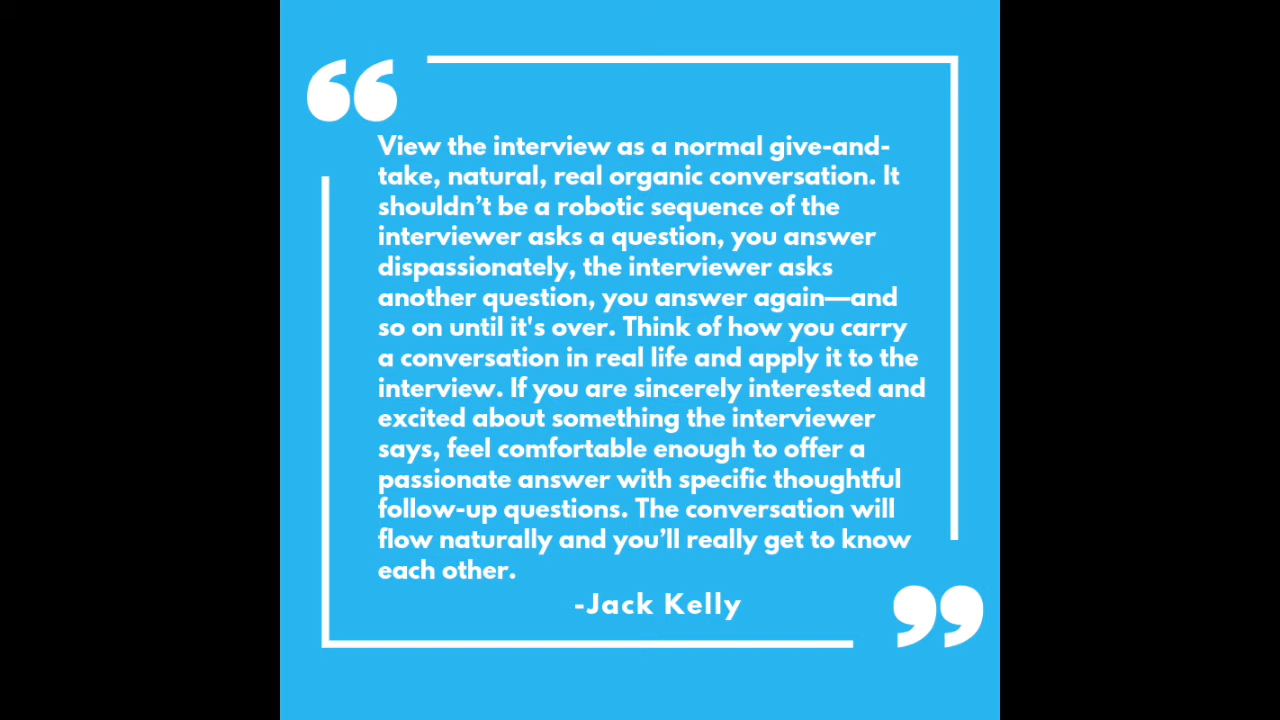 View the interview as a normal give-and-
take, natural, real organic conversation. It
shouldn’t be a robotic sequence of the
interviewer asks a question, you answer
dispassionately, the interviewer asks
another question, you answer again—and
so on until it's over. Think of how you carry
a conversation in real life and apply it to the
interview. If you are sincerely interested and
excited about something the interviewer
says, feel comfortable enough to offer a
passionate answer with specific thoughtful
follow-up questions. The conversation will
flow naturally and you’ll really get to know
each other.
-Jack Kelly